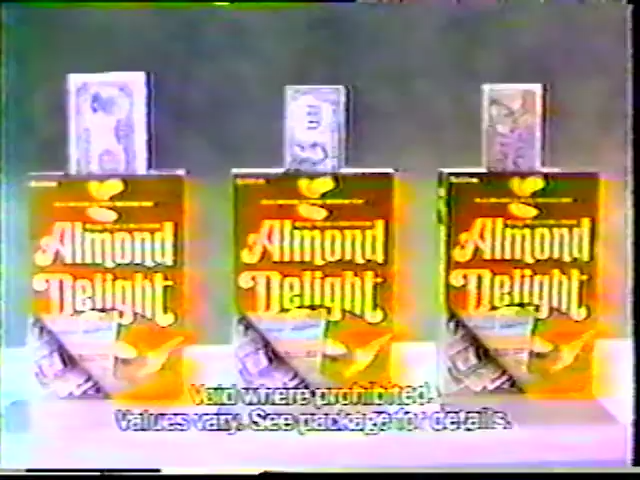 Almond
Delight
Almond
Delight
Almond
Delight
Void where prohibited.
Values vary. See package for details.